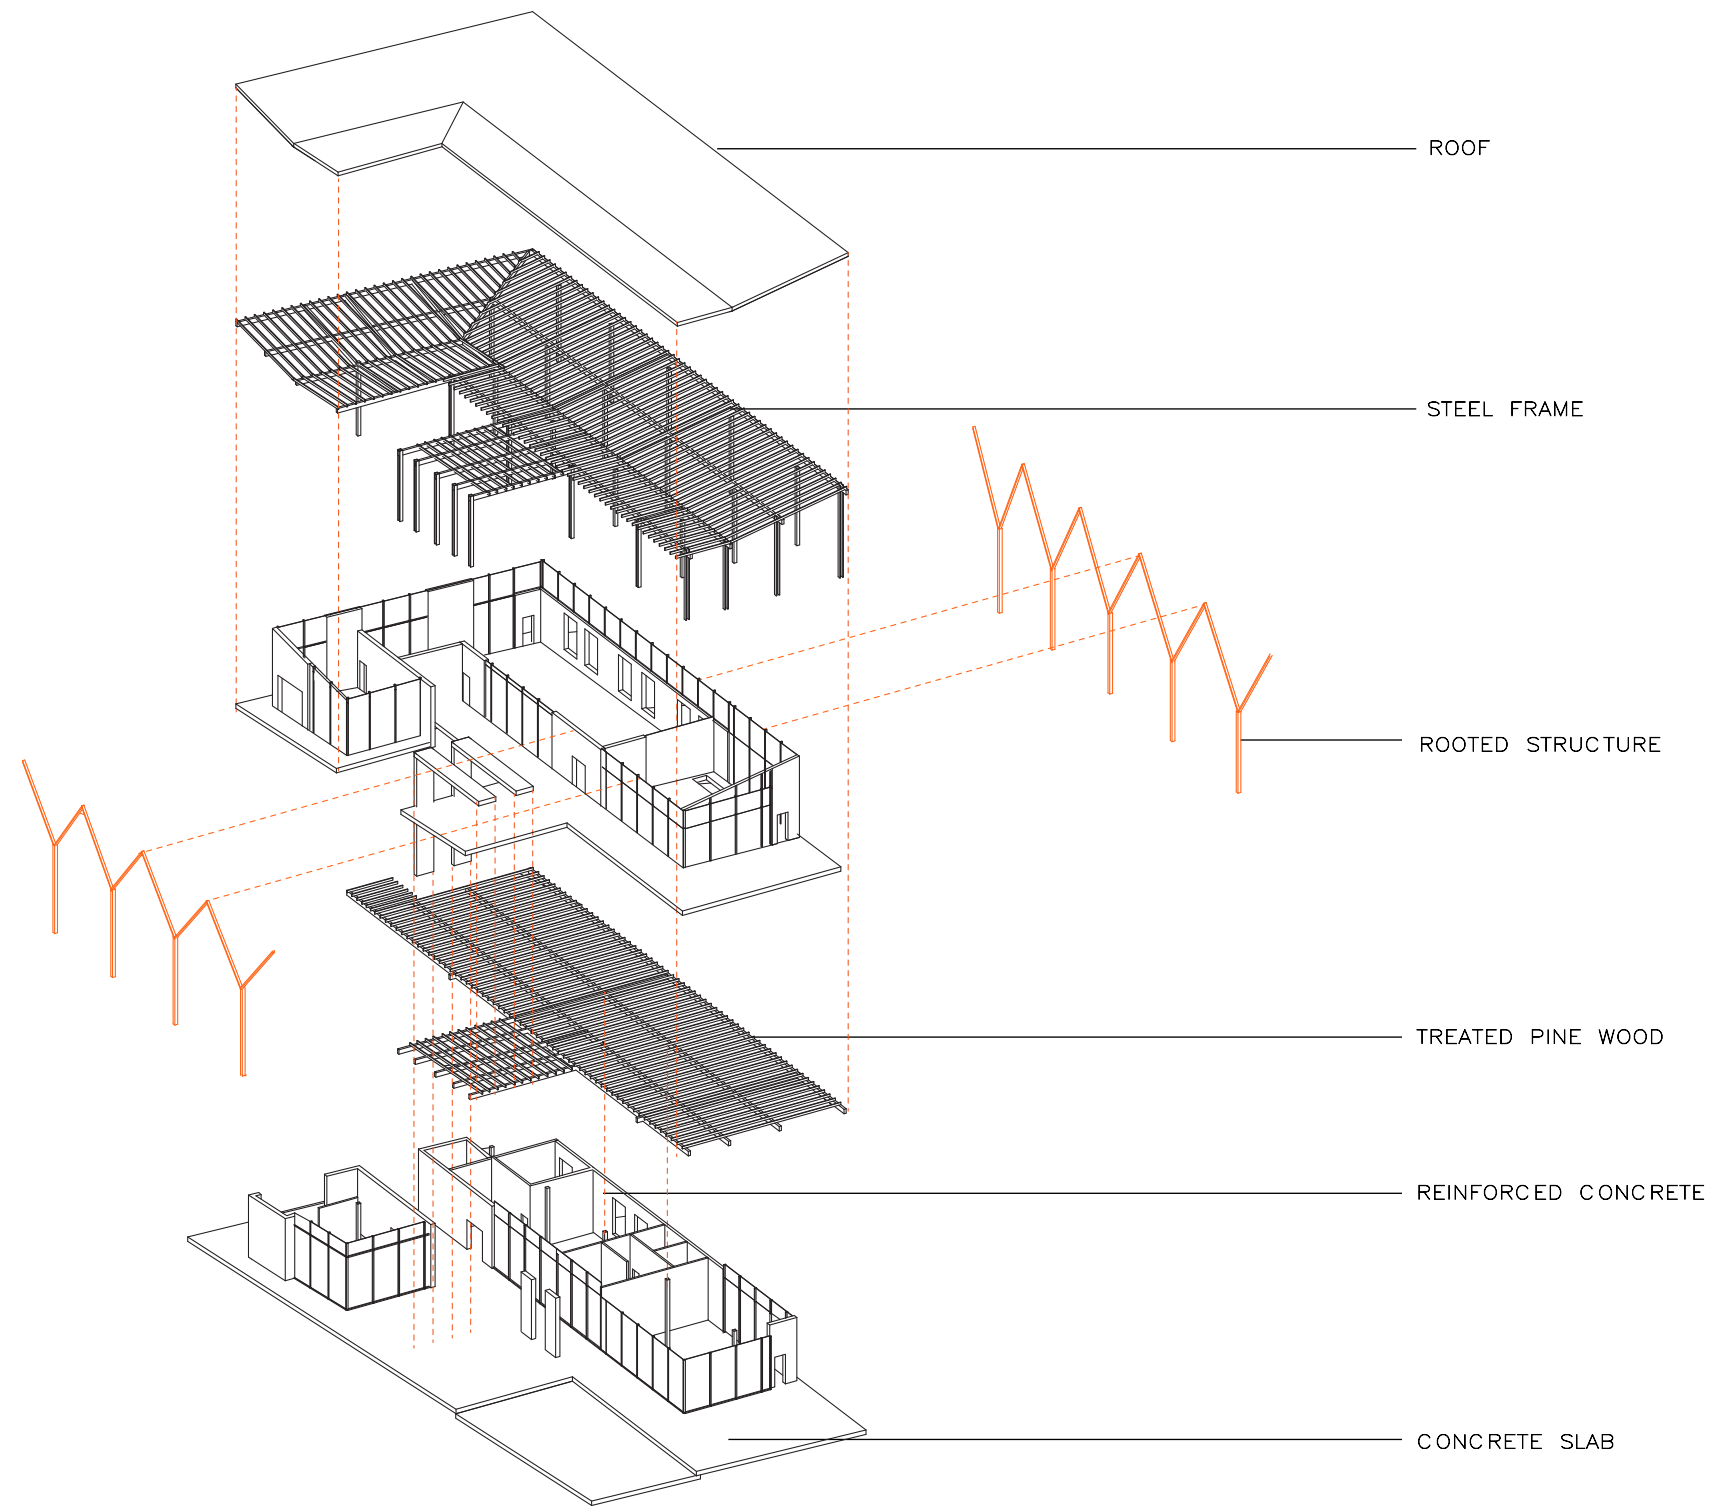 ROOF
STEEL FRAME
ROOTED STRUCTURE
TREATED PINE WOOD
REINFORCED CONCRETE
CONCRETE SLAB